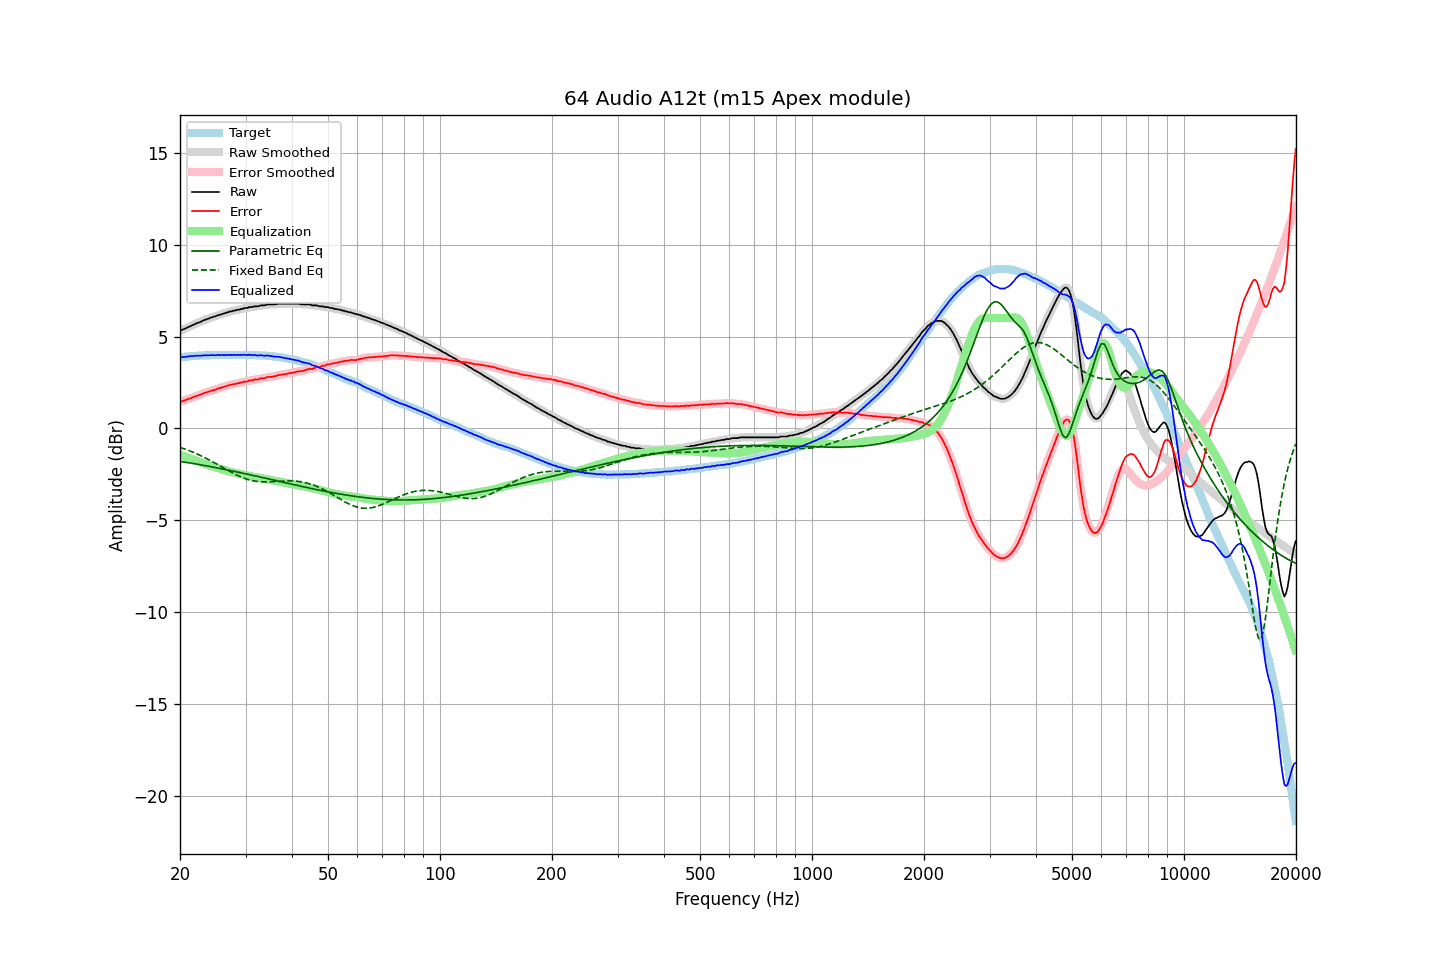 64 Audio A12t (m15 Apex module)
Target
Raw Smoothed
Error Smoothed
Raw
Error
Equalization
Parametric Eq
Fixed Band Eq
Equalized
15
10
5
0
−5
−10
−15
−20
Amplitude (dBr)
20 50 100 200 500 1000 2000 5000 10000 20000
Frequency (Hz)